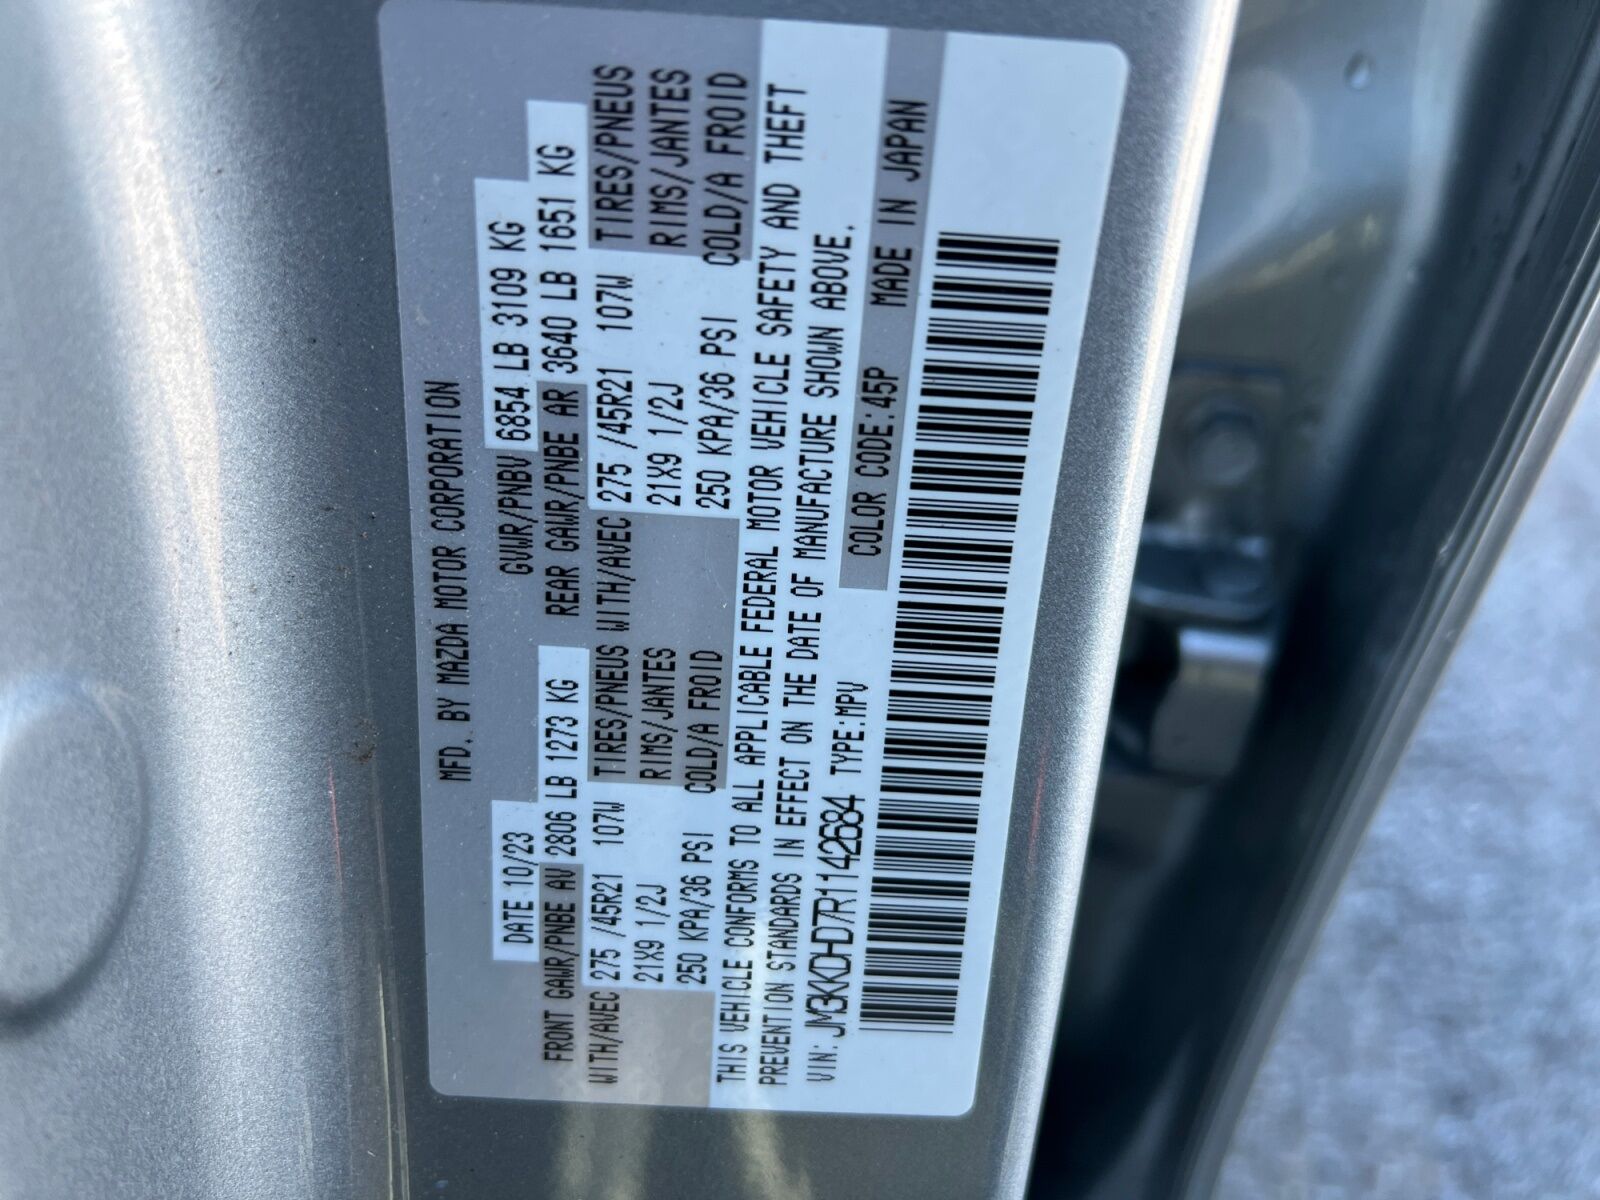 MFD. BY MAZDA MOTOR CORPORATION
DATE 10/23 GVWR/PNBV 6854 LB 3109 KG
FRONT GAWR/PNBE AV 2806 LB 1273 KG REAR GAWR/PNBE AR 3640 LB 1651 KG
WITH/AVEC 275 /45R21 107W TIRES/PNEUS WITH/AVEC 275 /45R21 107W TIRES/PNEUS
21X9 1/2J RIMS/JANTES 21X9 1/2J RIMS/JANTES
250 KPA/36 PSI COLD/A FROID 250 KPA/36 PSI COLD/A FROID
THIS VEHICLE CONFORMS TO ALL APPLICABLE FEDERAL MOTOR VEHICLE SAFETY AND THEFT
PREVENTION STANDARDS IN EFFECT ON THE DATE OF MANUFACTURE SHOWN ABOVE.
VIN: JM3KKDHD7R1142684 TYPE:MPV COLOR CODE:45P MADE IN JAPAN